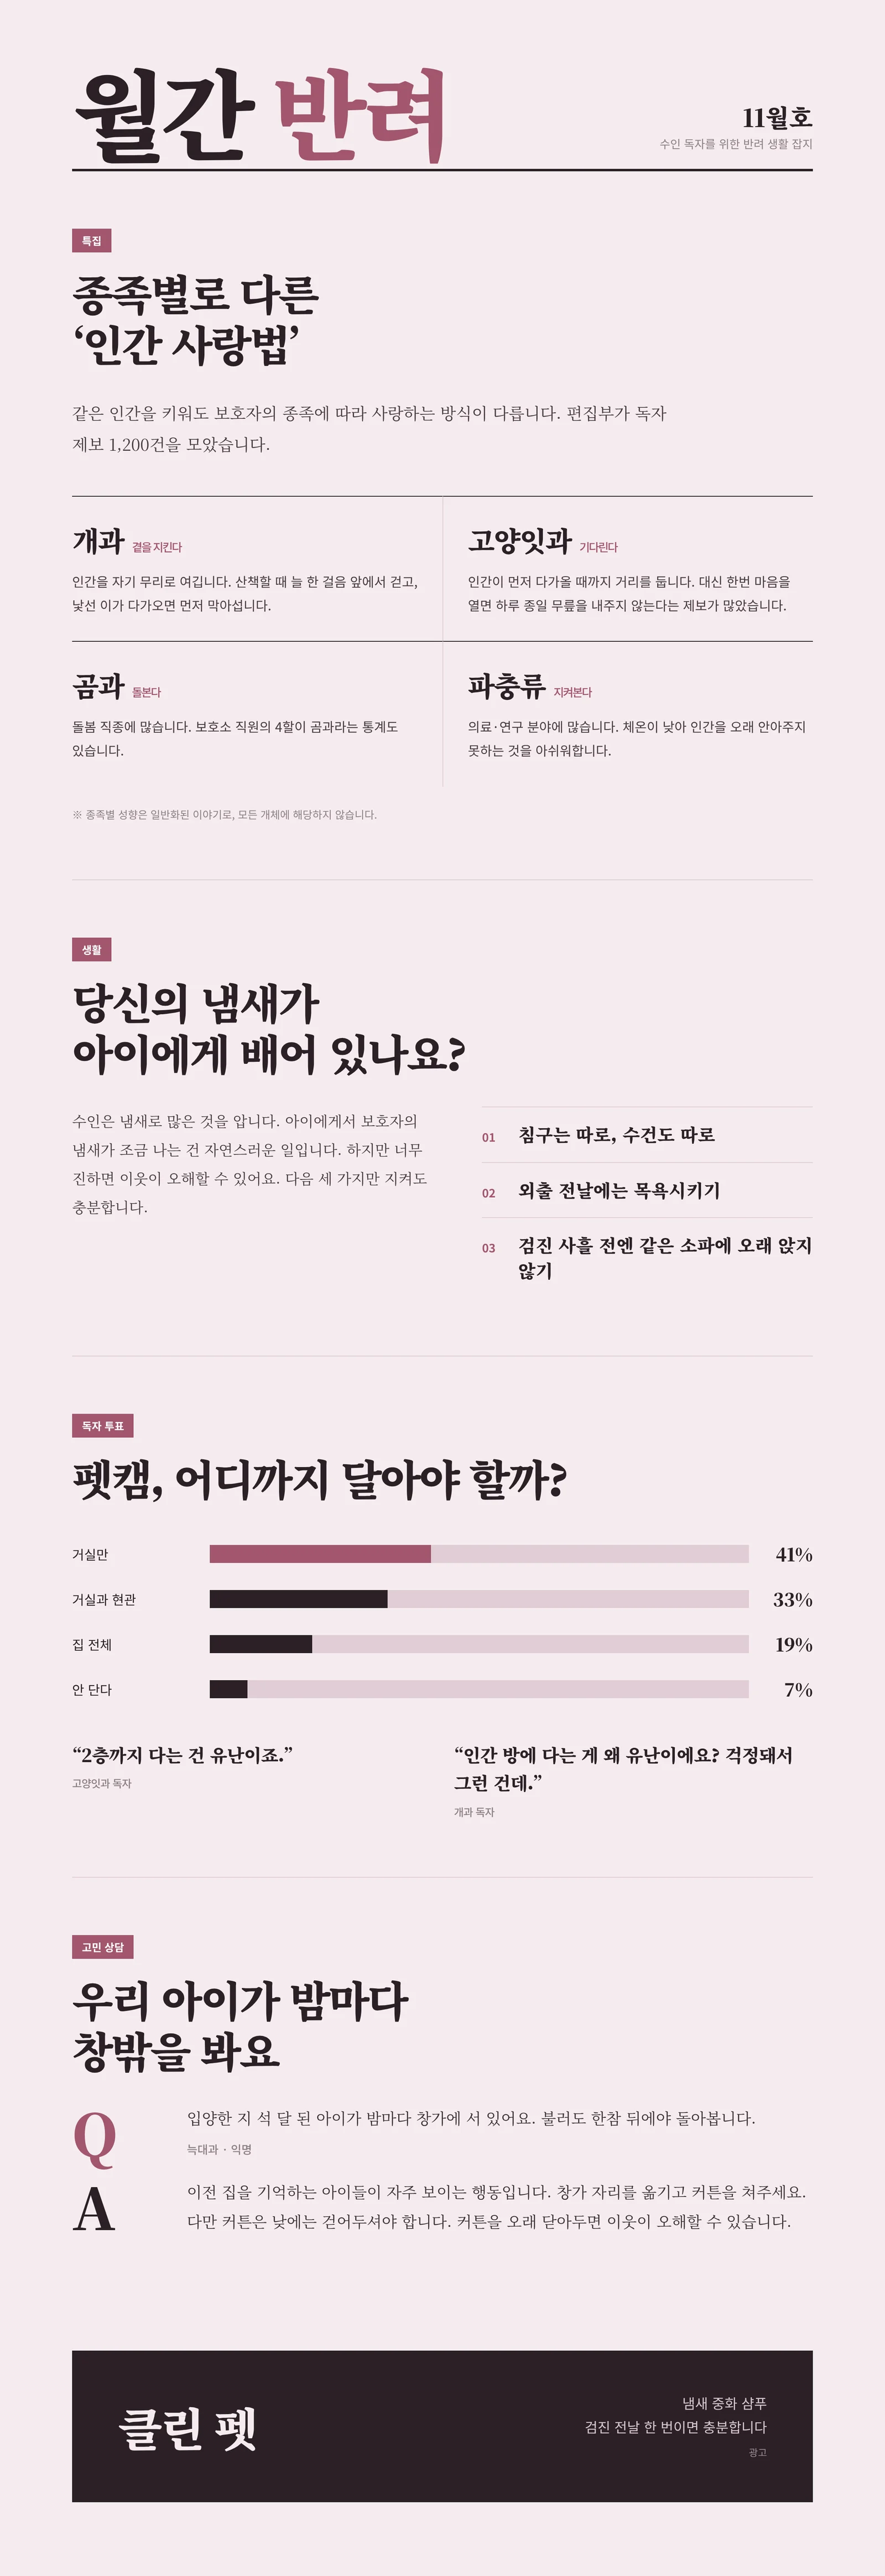 월간 반려
11월호
수인 독자를 위한 반려 생활 잡지
특집
종족별로 다른
‘인간 사랑법’
같은 인간을 키워도 보호자의 종족에 따라 사랑하는 방식이 다릅니다. 편집부가 독자
제보 1,200건을 모았습니다.
개과 곁을 지킨다
인간을 자기 무리로 여깁니다. 산책할 때 늘 한 걸음 앞에서 걷고,
낯선 이가 다가오면 먼저 막아섭니다.
고양잇과 기다린다
인간이 먼저 다가올 때까지 거리를 둡니다. 대신 한번 마음을
열면 하루 종일 무릎을 내주지 않는다는 제보가 많았습니다.
곰과 돌본다
돌봄 직종에 많습니다. 보호소 직원의 4할이 곰과라는 통계도
있습니다.
파충류 지켜본다
의료·연구 분야에 많습니다. 체온이 낮아 인간을 오래 안아주지
못하는 것을 아쉬워합니다.
※ 종족별 성향은 일반화된 이야기로, 모든 개체에 해당하지 않습니다.
생활
당신의 냄새가
아이에게 배어 있나요?
수인은 냄새로 많은 것을 압니다. 아이에게서 보호자의
냄새가 조금 나는 건 자연스러운 일입니다. 하지만 너무
진하면 이웃이 오해할 수 있어요. 다음 세 가지만 지켜도
충분합니다.
01 침구는 따로, 수건도 따로
02 외출 전날에는 목욕시키기
03 검진 사흘 전엔 같은 소파에 오래 앉지
않기
독자 투표
펫캠, 어디까지 달아야 할까?
거실만 41%
거실과 현관 33%
집 전체 19%
안 단다 7%
“2층까지 다는 건 유난이죠.”
고양잇과 독자
“인간 방에 다는 게 왜 유난이에요? 걱정돼서
그런 건데.”
개과 독자
고민 상담
우리 아이가 밤마다
창밖을 봐요
Q 입양한 지 석 달 된 아이가 밤마다 창가에 서 있어요. 불러도 한참 뒤에야 돌아봅니다.
늑대과 · 익명
A 이전 집을 기억하는 아이들이 자주 보이는 행동입니다. 창가 자리를 옮기고 커튼을 쳐주세요.
다만 커튼은 낮에는 걷어두셔야 합니다. 커튼을 오래 닫아두면 이웃이 오해할 수 있습니다.
클린 펫
냄새 중화 샴푸
검진 전날 한 번이면 충분합니다
광고